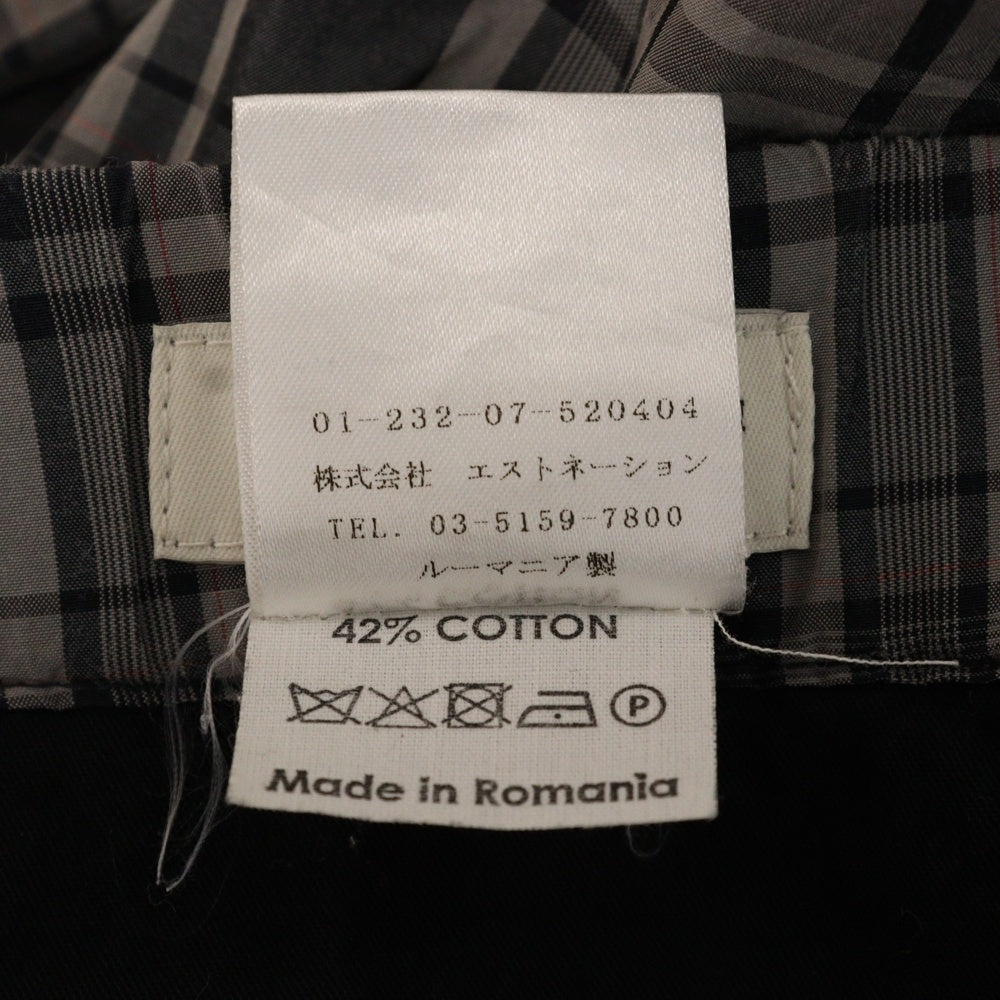 01-232-07-520404
株式会社 エストネーション
TEL. 03-5159-7800
ルーマニア製
42% COTTON
P
Made in Romania